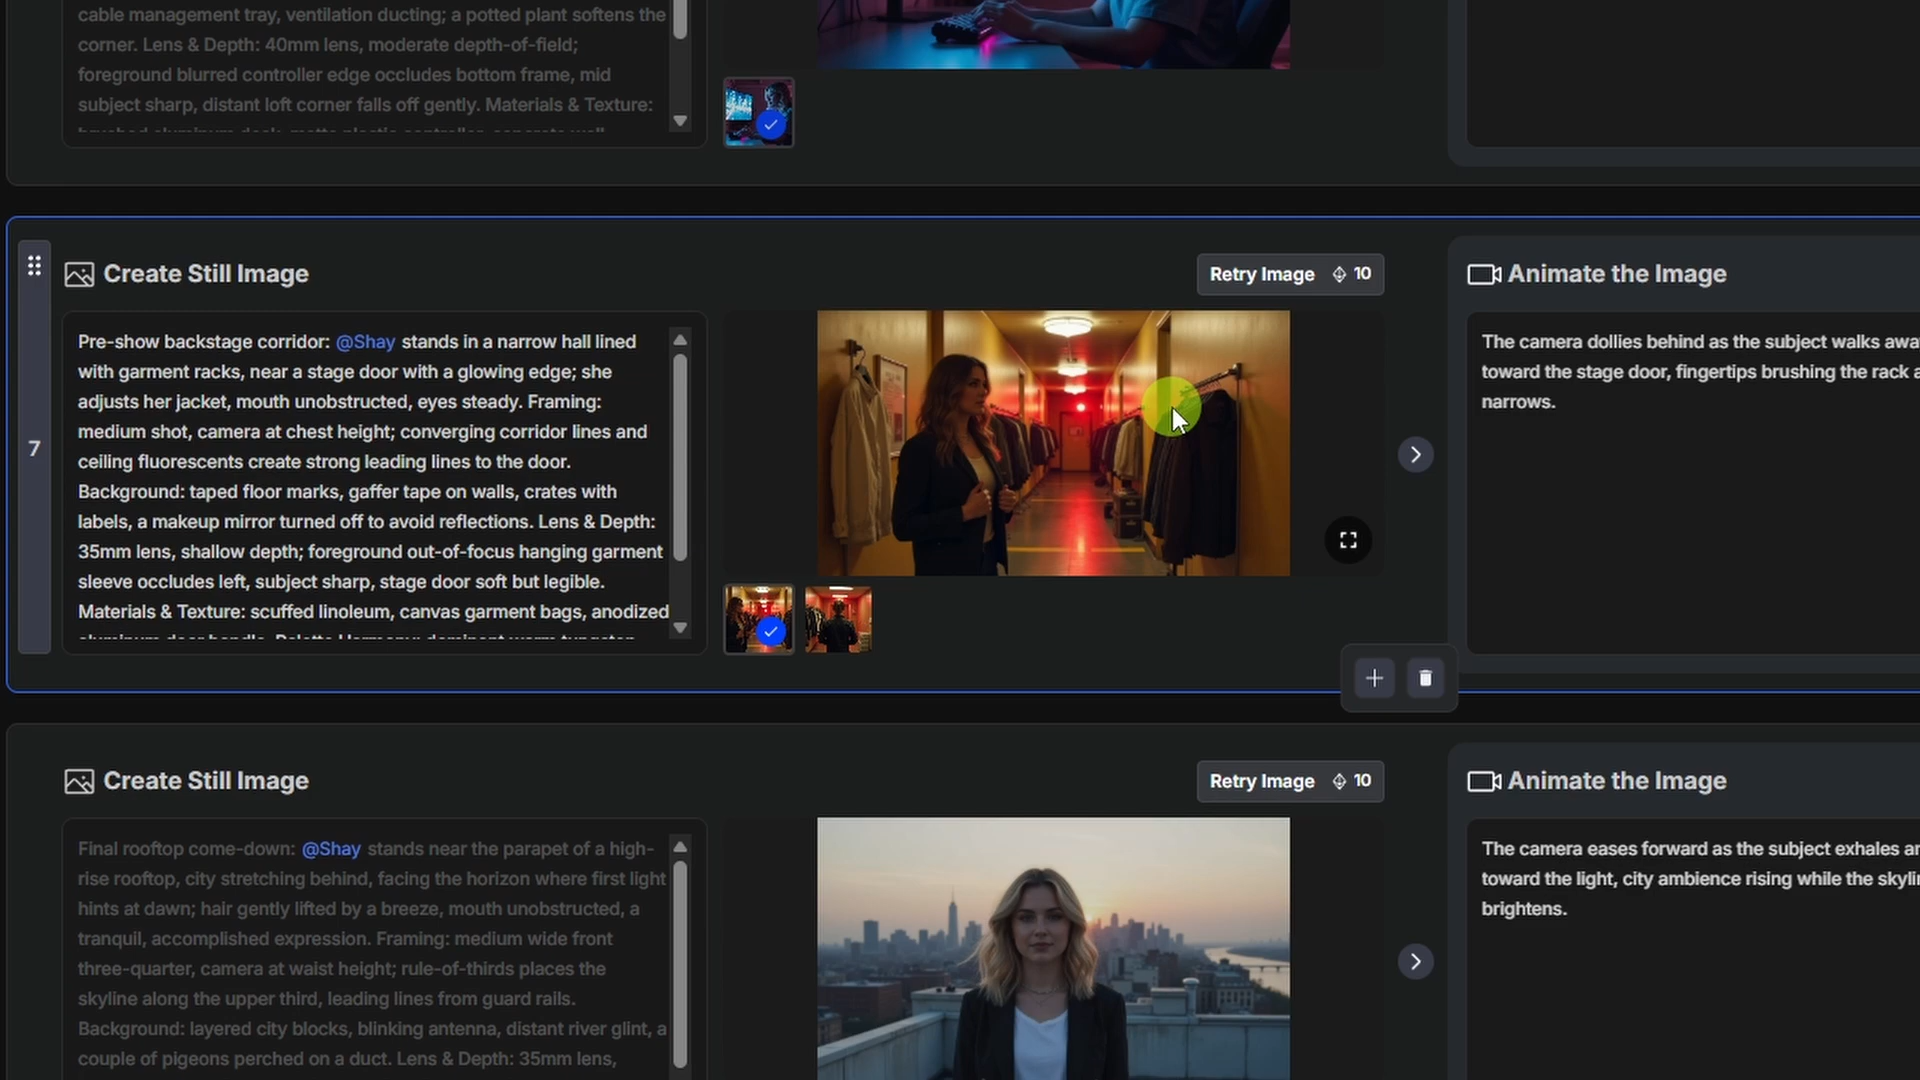 cable management tray, ventilation ducting; a potted plant softens the
corner. Lens & Depth: 40mm lens, moderate depth-of-field;
foreground blurred controller edge occludes bottom frame, mid
subject sharp, distant loft corner falls off gently. Materials & Texture:
Create Still Image
Retry Image 10
Animate the Image
7
Pre-show backstage corridor: @Shay stands in a narrow hall lined
with garment racks, near a stage door with a glowing edge; she
adjusts her jacket, mouth unobstructed, eyes steady. Framing:
medium shot, camera at chest height; converging corridor lines and
ceiling fluorescents create strong leading lines to the door.
Background: taped floor marks, gaffer tape on walls, crates with
labels, a makeup mirror turned off to avoid reflections. Lens & Depth:
35mm lens, shallow depth; foreground out-of-focus hanging garment
sleeve occludes left, subject sharp, stage door soft but legible.
Materials & Texture: scuffed linoleum, canvas garment bags, anodized
The camera dollies behind as the subject walks awa
toward the stage door, fingertips brushing the rack a
narrows.
Create Still Image
Retry Image 10
Animate the Image
Final rooftop come-down: @Shay stands near the parapet of a high-
rise rooftop, city stretching behind, facing the horizon where first light
hints at dawn; hair gently lifted by a breeze, mouth unobstructed, a
tranquil, accomplished expression. Framing: medium wide front
three-quarter, camera at waist height; rule-of-thirds places the
skyline along the upper third, leading lines from guard rails.
Background: layered city blocks, blinking antenna, distant river glint, a
couple of pigeons perched on a duct. Lens & Depth: 35mm lens,
The camera eases forward as the subject exhales an
toward the light, city ambience rising while the skyli
brightens.